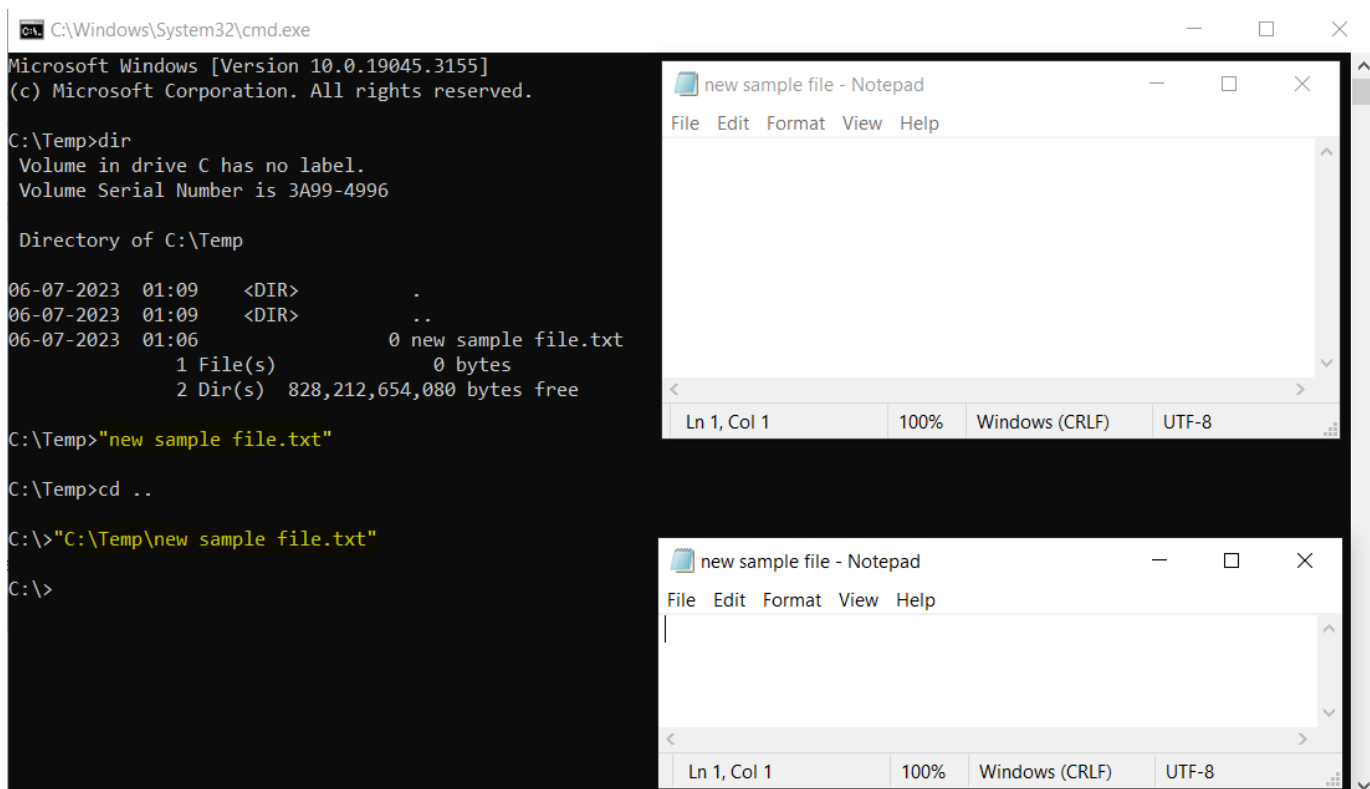 C:\Windows\System32\cmd.exe
Microsoft Windows [Version 10.0.19045.3155]
(c) Microsoft Corporation. All rights reserved.
C:\Temp>dir
Volume in drive C has no label.
Volume Serial Number is 3A99-4996
Directory of C:\Temp
06-07-2023 01:09 <DIR> .
06-07-2023 01:09 <DIR> ..
06-07-2023 01:06 0 new sample file.txt
1 File(s) 0 bytes
2 Dir(s) 828,212,654,080 bytes free
C:\Temp>"new sample file.txt"
C:\Temp>cd ..
C:\>"C:\Temp\new sample file.txt"
C:\>
new sample file - Notepad
File Edit Format View Help
Ln 1, Col 1 100% Windows (CRLF) UTF-8
new sample file - Notepad
File Edit Format View Help
Ln 1, Col 1 100% Windows (CRLF) UTF-8